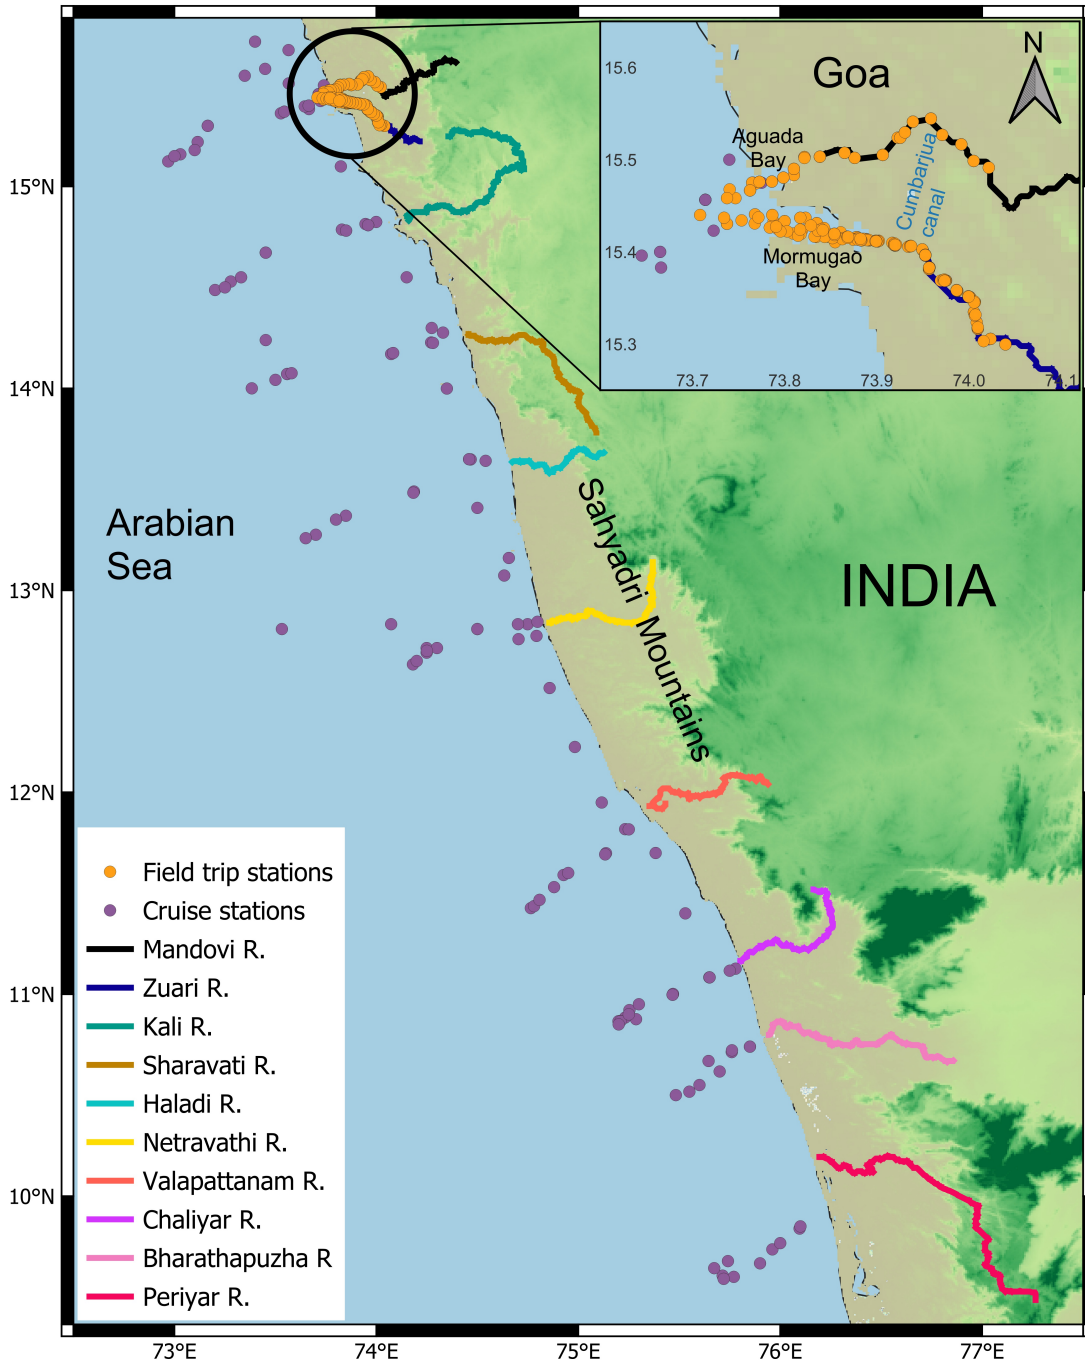 N
Goa
15.6
15.5
15.4
15.3
Aguada
Bay
Cumbarjua
canal
Mormugao
Bay
73.7
73.8
73.9
74.0
74.1
15°N
14°N
13°N
12°N
11°N
10°N
Arabian
Sea
Sahyadri
Mountains
INDIA
Field trip stations
Cruise stations
Mandovi R.
Zuari R.
Kali R.
Sharavati R.
Haladi R.
Netravathi R.
Valapattanam R.
Chaliyar R.
Bharathapuzha R
Periyar R.
73°E
74°E
75°E
76°E
77°E